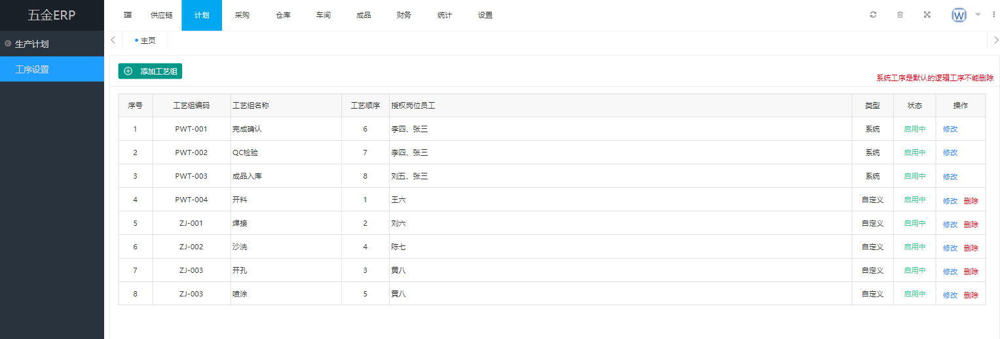 五金ERP
供应链 计划 采购 仓库 车间 成品 财务 统计 设置
W
生产计划
主页
工序设置
添加工艺组
系统工序是默认的逻辑工序不能删除
序号 工艺组编码 工艺组名称 工艺顺序 授权岗位员工 类型 状态 操作
1 PWT-001 完成确认 6 李四、张三 系统 启用中 修改
2 PWT-002 QC检验 7 李四、张三 系统 启用中 修改
3 PWT-003 成品入库 8 刘五、张三 系统 启用中 修改
4 PWT-004 开料 1 王六 自定义 启用中 修改 删除
5 ZJ-001 焊接 2 刘六 自定义 启用中 修改 删除
6 ZJ-002 沙洗 4 陈七 自定义 启用中 修改 删除
7 ZJ-003 开孔 3 黄八 自定义 启用中 修改 删除
8 ZJ-003 喷涂 5 黄八 自定义 启用中 修改 删除